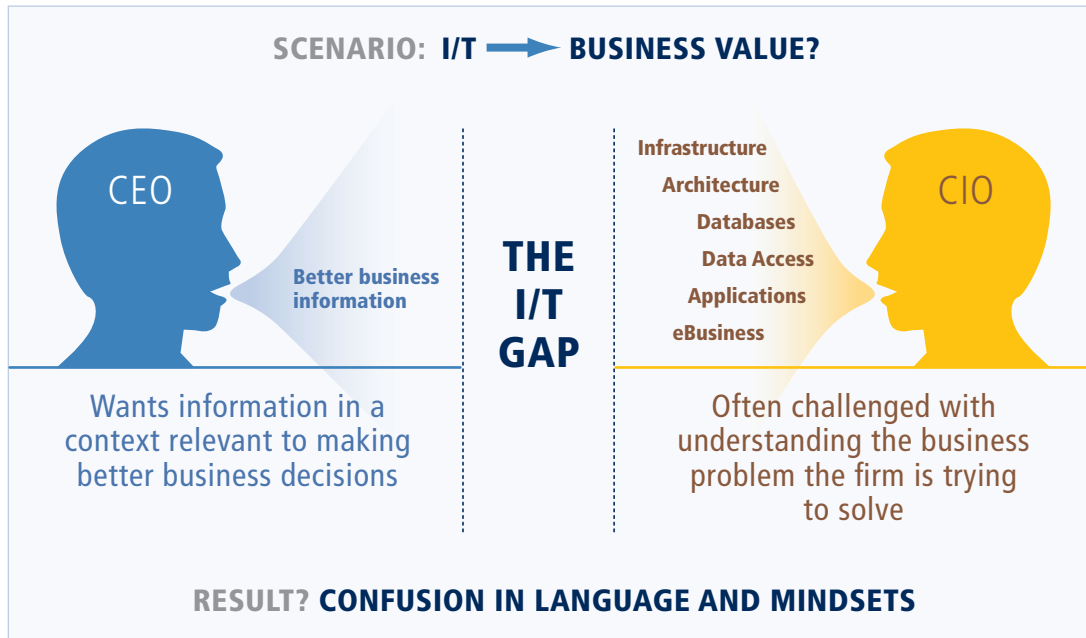 SCENARIO: I/T BUSINESS VALUE?
CEO
Better business
information
Wants information in a
context relevant to making
better business decisions
THE
I/T
GAP
Infrastructure
Architecture
Databases
Data Access
Applications
eBusiness
CIO
Often challenged with
understanding the business
problem the firm is trying
to solve
RESULT? CONFUSION IN LANGUAGE AND MINDSETS